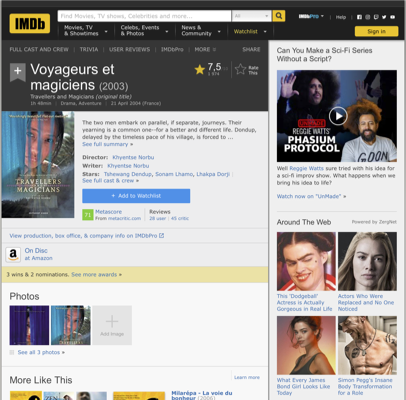 IMDb
Find Movies, TV shows, Celebrities and more...
All
IMDbPro
Help
Movies, TV
& Showtimes
Celebs, Events
& Photos
News &
Community
Watchlist
Sign in
FULL CAST AND CREW | TRIVIA | USER REVIEWS | IMDbPro | MORE
SHARE
Voyageurs et
magiciens (2003)
Travellers and Magicians (original title)
1h 48min | Drama, Adventure | 21 April 2004 (France)
7,5
Rate
This
TRAVELLERS
MAGICIANS
The two men embark on parallel, if separate, journeys. Their
yearning is a common one--for a better and different life. Dondup,
delayed by the timeless pace of his village, is forced to ...
See full summary »
Director: Khyentse Norbu
Writer: Khyentse Norbu
Stars: Tshewang Dendup, Sonam Lhamo, Lhakpa Dorji
See full cast & crew »
+ Add to Watchlist
71
Metascore
From metacritic.com
Reviews
28 user | 45 critic
View production, box office, & company info on IMDbPro
a
On Disc
at Amazon
3 wins & 2 nominations. See more awards »
Photos
+
Add Image
See all 3 photos »
More Like This
Learn more
Milarépa - La voie du
bonheur (2006)
Can You Make a Sci-Fi Series
Without a Script?
REGGIE WATTS'
PHASIUM
PROTOCOL
Well Reggie Watts sure tried with his idea for
a sci-fi improv show. What happens when we
bring his idea to life?
Watch now on "UnMade" »
Around The Web
Powered by ZergNet
This 'Dodgeball'
Actress is Actually
Gorgeous in Real Life
Actors Who Were
Replaced and No One
Noticed
What Every James
Bond Girl Looks Like
Today
Simon Pegg's Insane
Body Transformation
for a Role